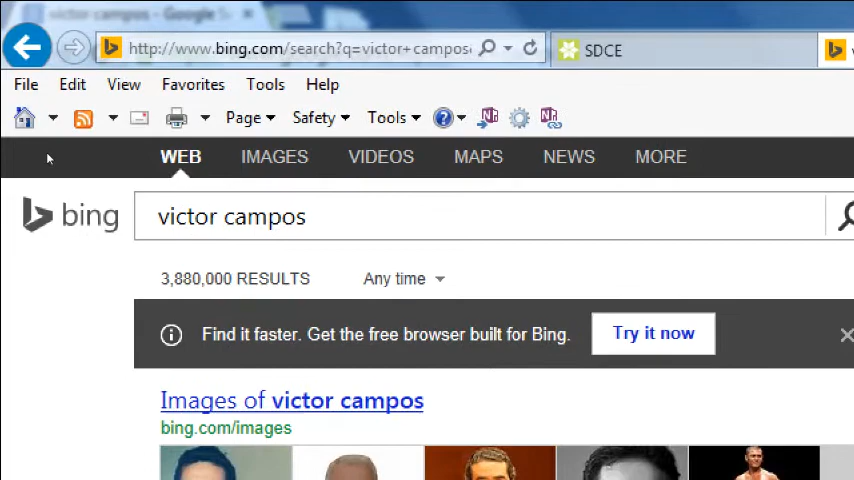 victor campos - Google S
http://www.bing.com/search?q=victor+campos
SDCE
File Edit View Favorites Tools Help
Page Safety Tools
WEB IMAGES VIDEOS MAPS NEWS MORE
bing victor campos
3,880,000 RESULTS Any time
Find it faster. Get the free browser built for Bing. Try it now
Images of victor campos
bing.com/images